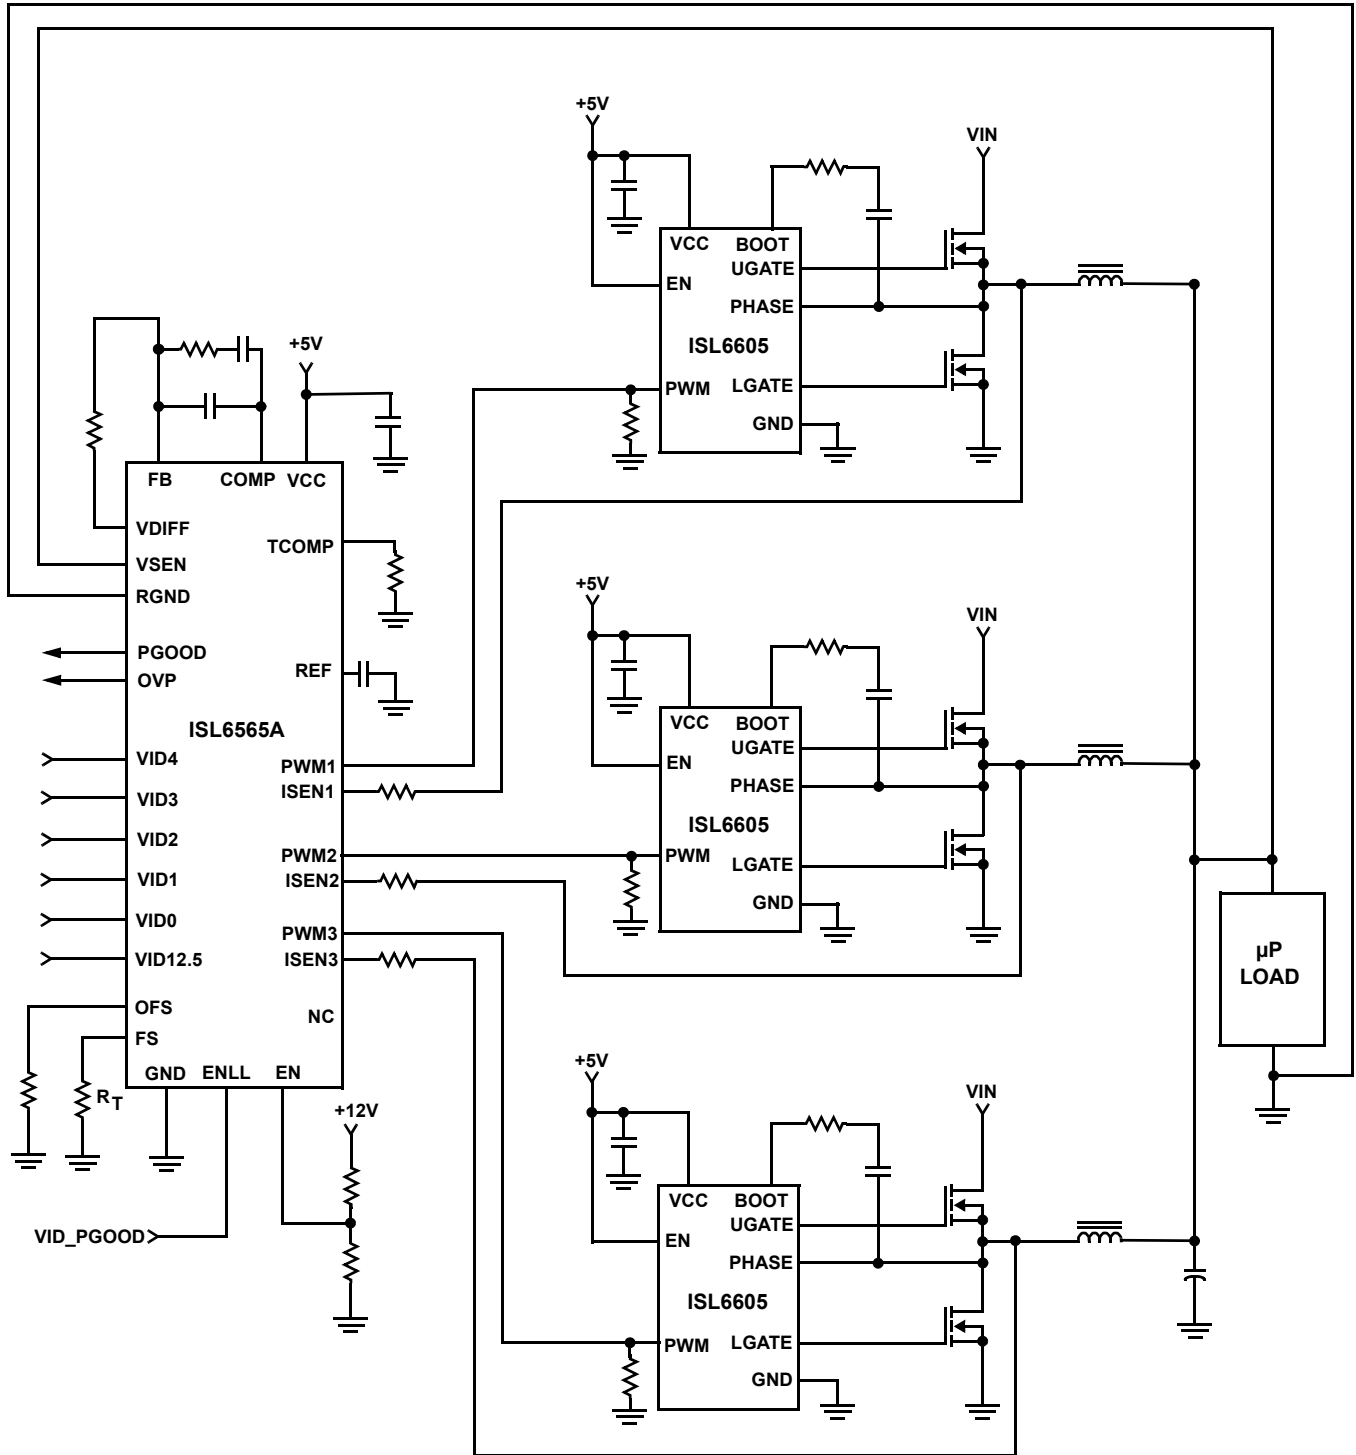 +5V
VIN
VCC
BOOT
UGATE
EN
PHASE
ISL6605
PWM
LGATE
GND
+5V
FB
COMP
VCC
VDIFF
TCOMP
VSEN
RGND
PGOOD
REF
OVP
ISL6565A
VID4
PWM1
ISEN1
VID3
VID2
PWM2
VID1
ISEN2
VID0
PWM3
VID12.5
ISEN3
OFS
NC
FS
GND
ENLL
EN
RT
+12V
VID_PGOOD
+5V
VIN
VCC
BOOT
UGATE
EN
PHASE
ISL6605
PWM
LGATE
GND
µP
LOAD
+5V
VIN
VCC
BOOT
UGATE
EN
PHASE
ISL6605
PWM
LGATE
GND